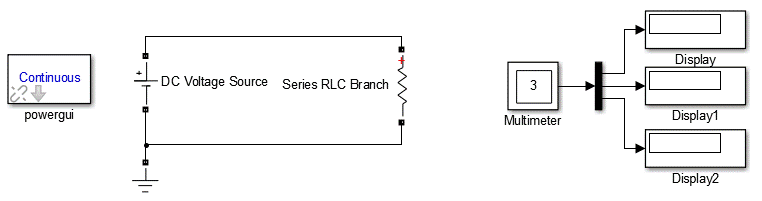 Continuous
powergui
+
DC Voltage Source
Series RLC Branch
+
3
Multimeter
Display
Display1
Display2